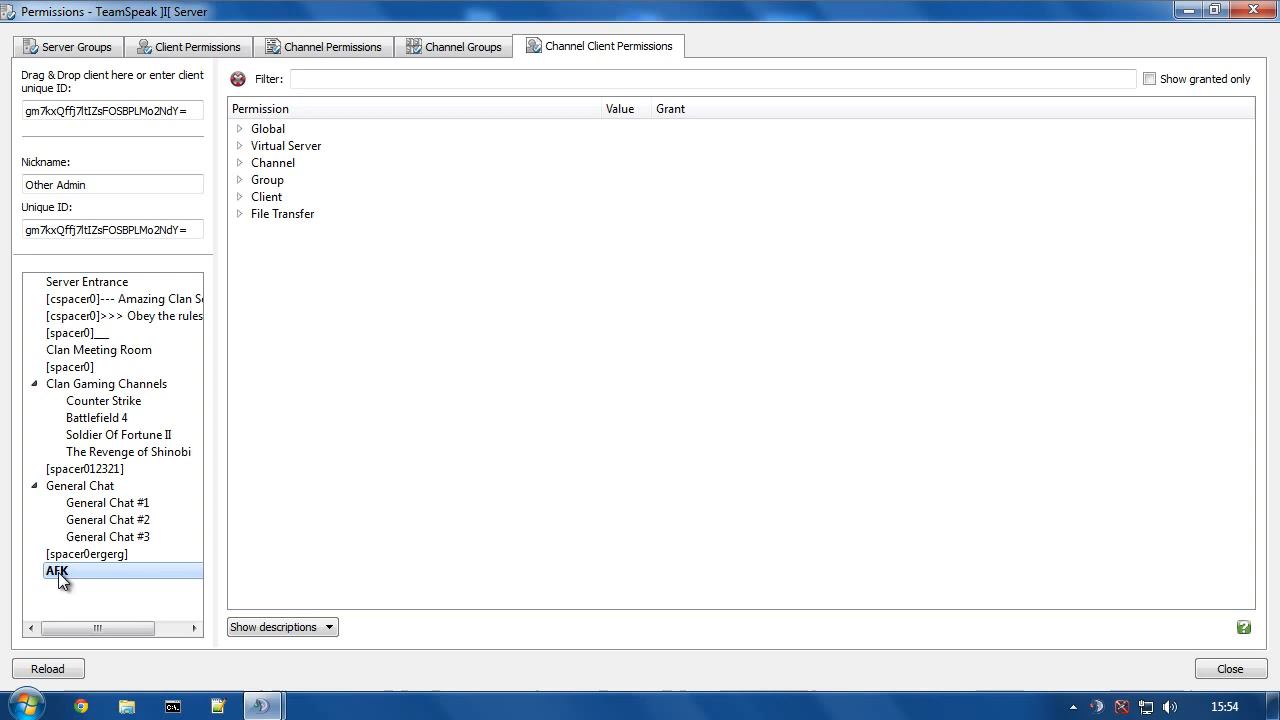 Permissions - TeamSpeak ]I[ Server
Server Groups
Client Permissions
Channel Permissions
Channel Groups
Channel Client Permissions
Drag & Drop client here or enter client
unique ID:
gm7kxQffj7ltIZsFOSBPLMo2NdY=
Nickname:
Other Admin
Unique ID:
gm7kxQffj7ltIZsFOSBPLMo2NdY=
Server Entrance
[cspacer0]--- Amazing Clan S
[cspacer0]>>> Obey the rules
[spacer0]___
Clan Meeting Room
[spacer0]
Clan Gaming Channels
Counter Strike
Battlefield 4
Soldier Of Fortune II
The Revenge of Shinobi
[spacer012321]
General Chat
General Chat #1
General Chat #2
General Chat #3
[spacer0ergerg]
AFK
Filter:
Show granted only
Permission Value Grant
Global
Virtual Server
Channel
Group
Client
File Transfer
Show descriptions
Reload
Close
15:54